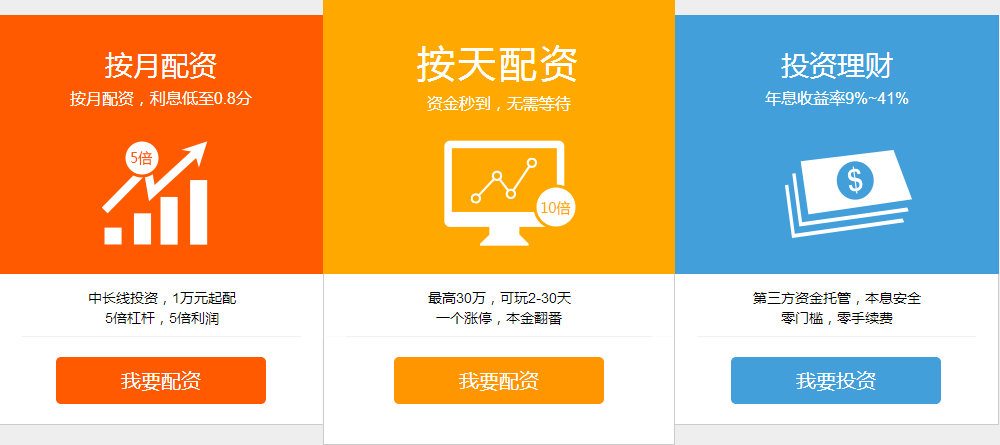 按月配资
按月配资，利息低至0.8分
5倍
中长线投资，1万元起配
5倍杠杆，5倍利润
我要配资
按天配资
资金秒到，无需等待
10倍
最高30万，可玩2-30天
一个涨停，本金翻番
我要配资
投资理财
年息收益率9%~41%
$
第三方资金托管，本息安全
零门槛，零手续费
我要投资